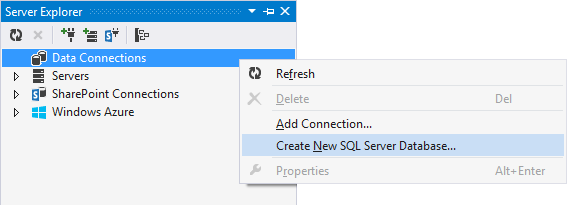 Server Explorer
Data Connections
Servers
SharePoint Connections
Windows Azure
Refresh
Delete Del
Add Connection...
Create New SQL Server Database...
Properties Alt+Enter